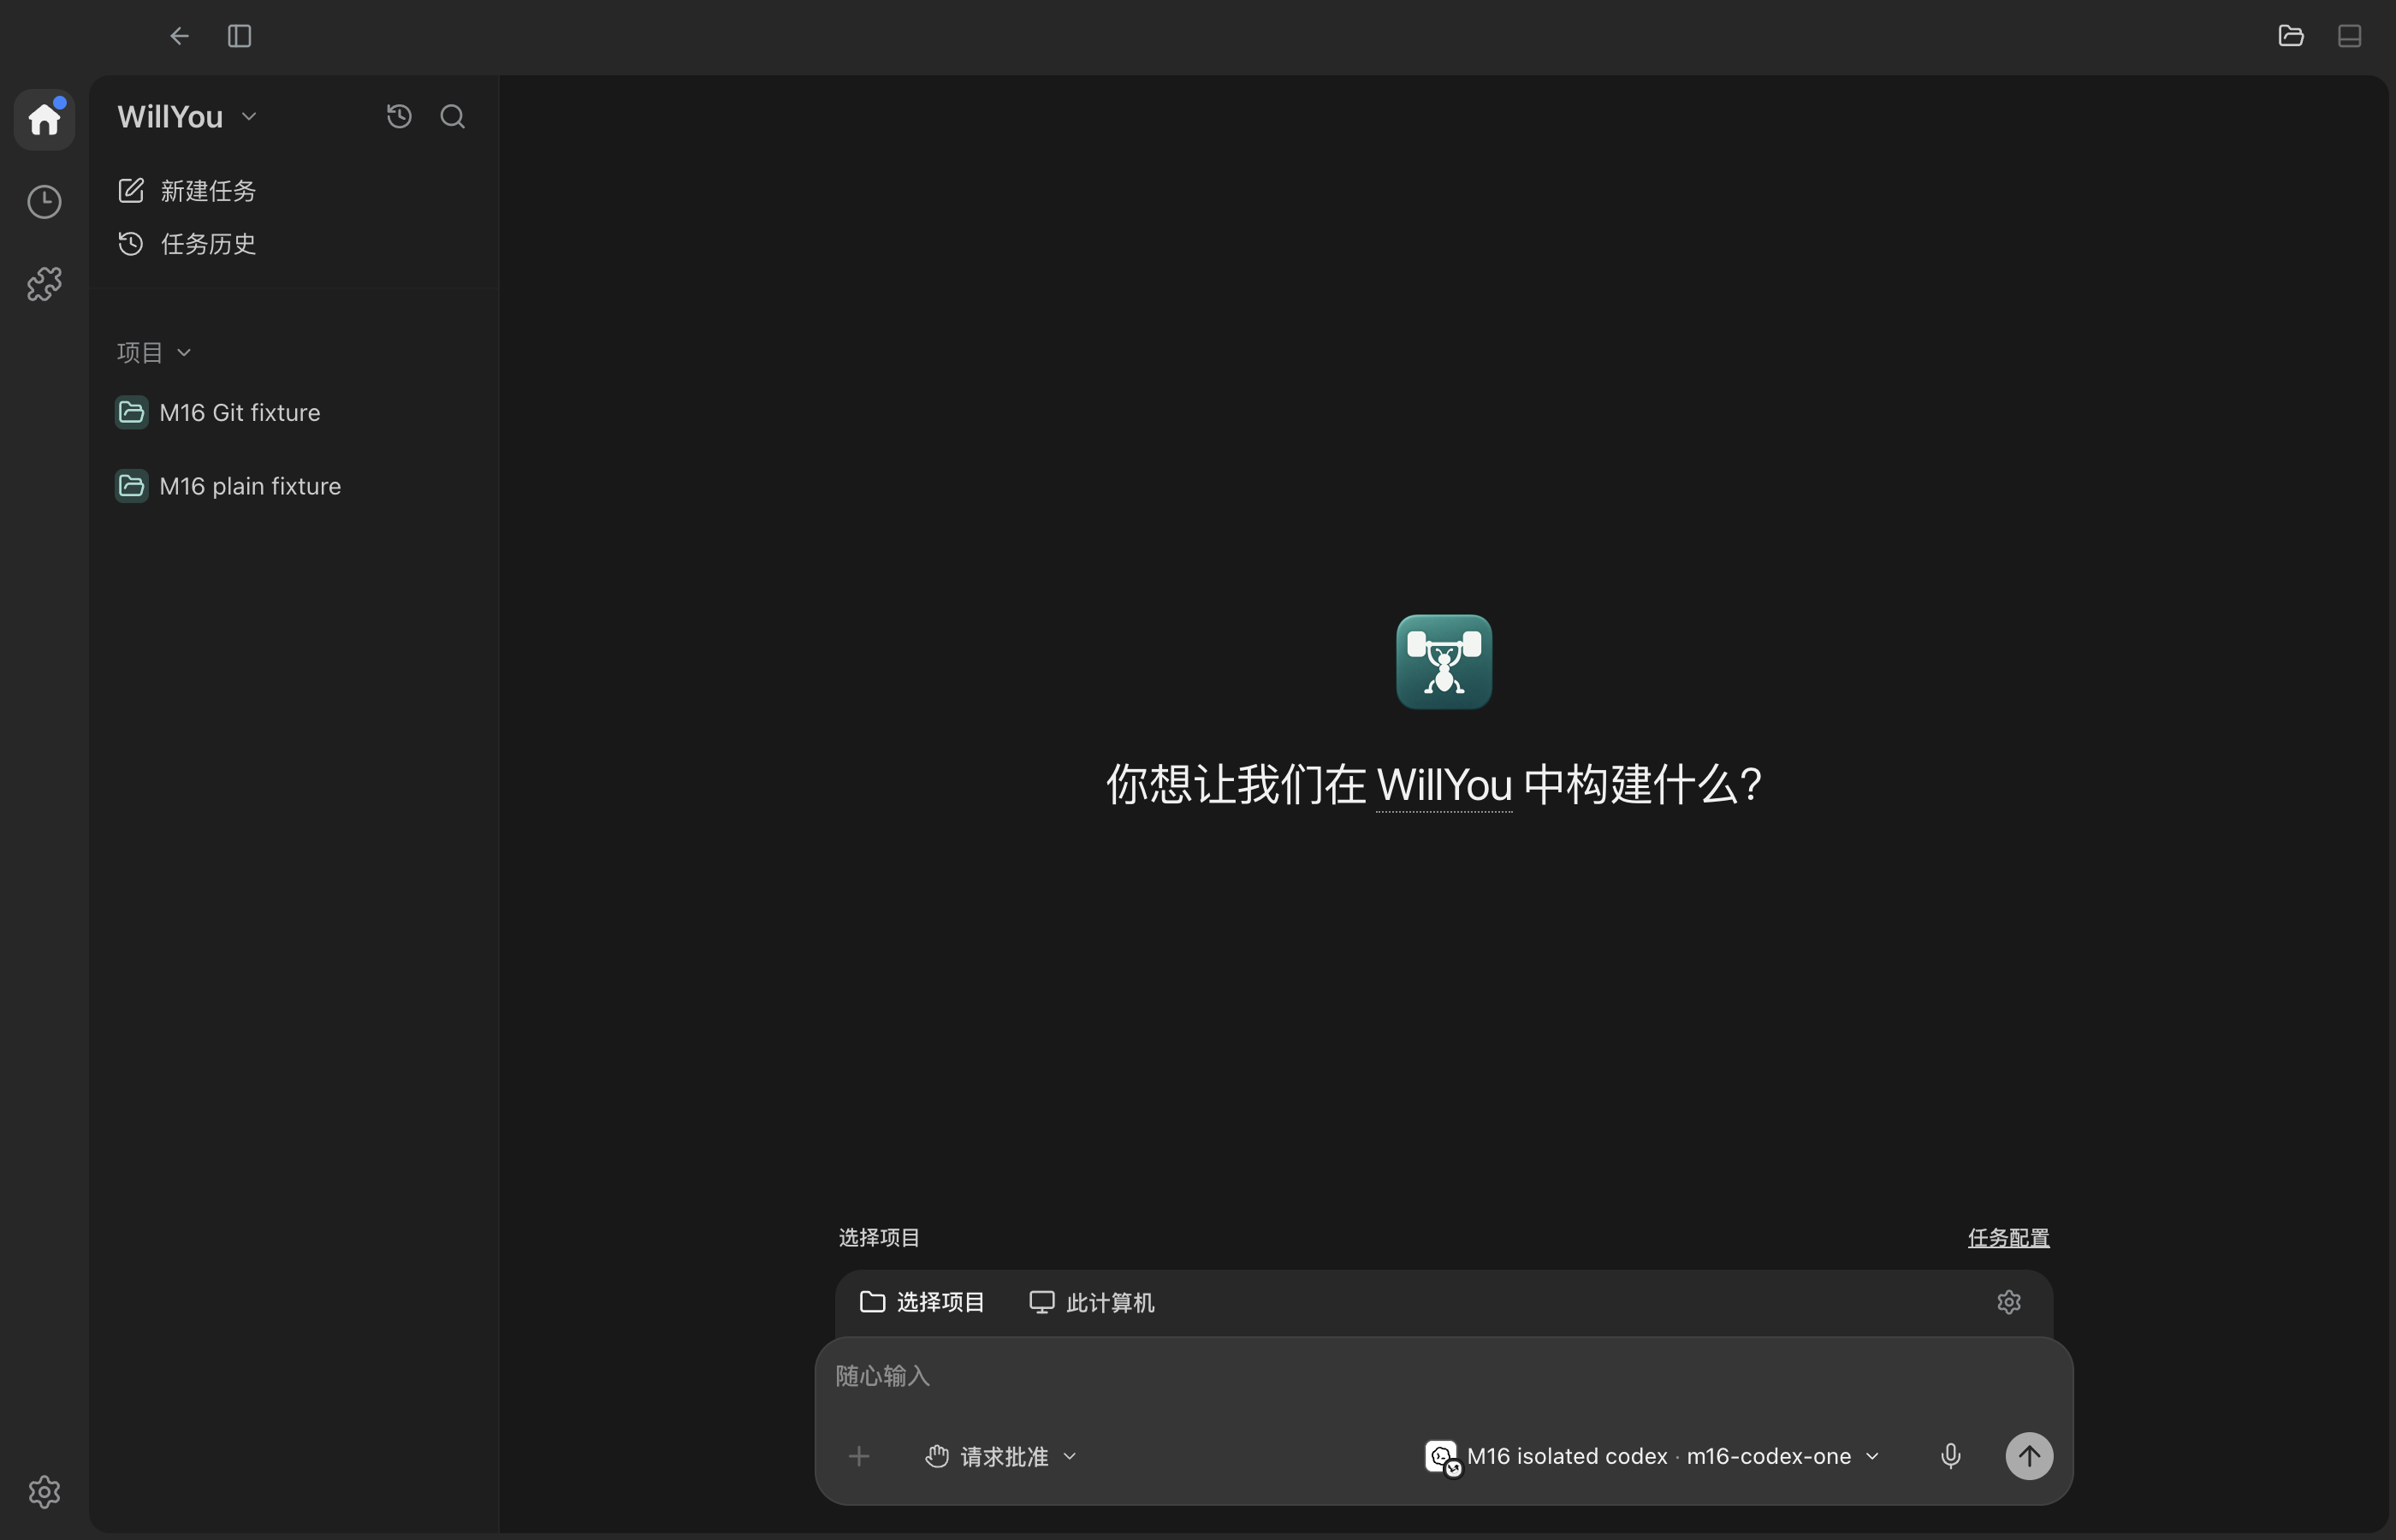 WillYou
新建任务
任务历史
项目
M16 Git fixture
M16 plain fixture
你想让我们在 WillYou 中构建什么?
选择项目
任务配置
选择项目 此计算机
随心输入
请求批准 M16 isolated codex · m16-codex-one